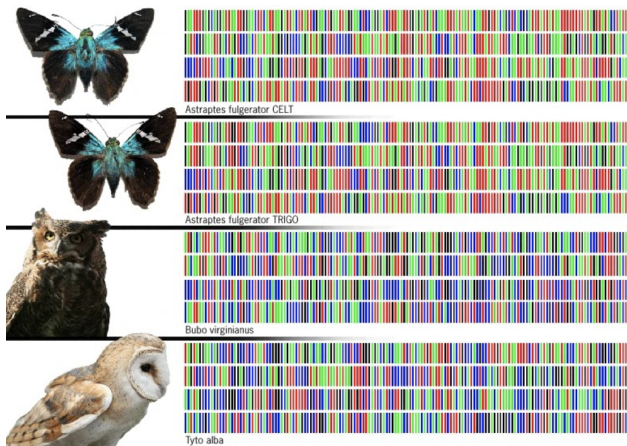 Astraptes fulgerator CELT
Astraptes fulgerator TRIGO
Bubo virginianus
Tyto alba